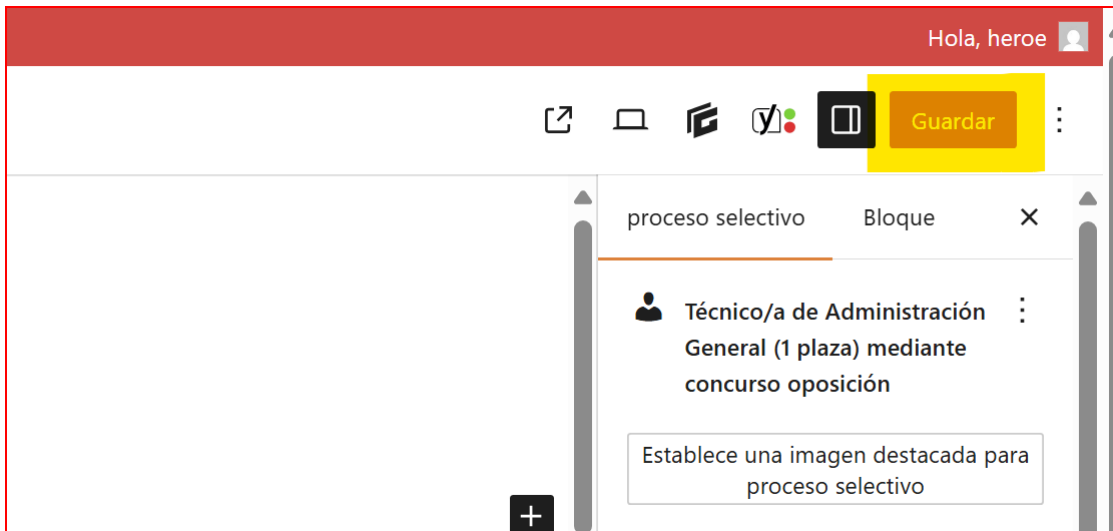 Hola, heroe
Guardar
proceso selectivo
Bloque
Técnico/a de Administración
General (1 plaza) mediante
concurso oposición
Establece una imagen destacada para
proceso selectivo